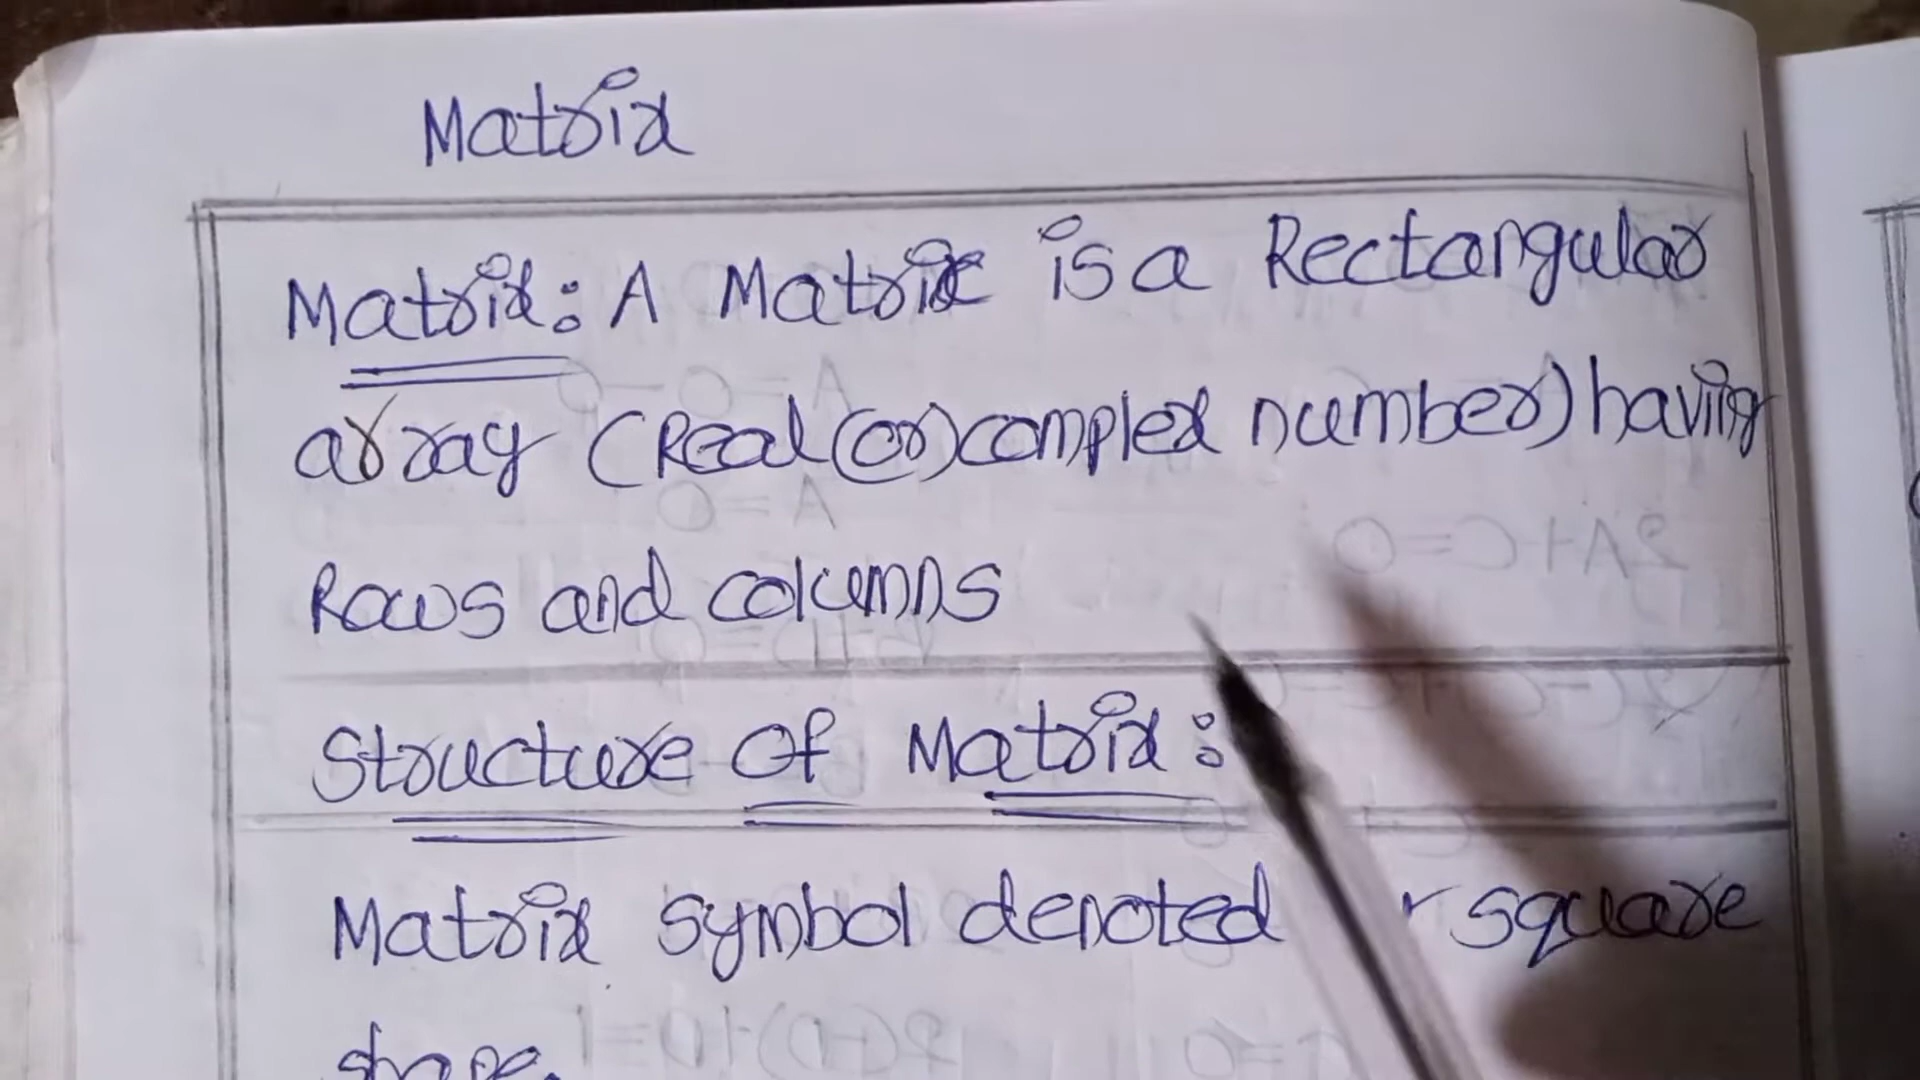 Matrix
Matrix: A Matrix is a Rectangular
array (Real (or) complex number) having
Rows and columns
Structure of Matrix:
Matrix symbol denoted square
shape.